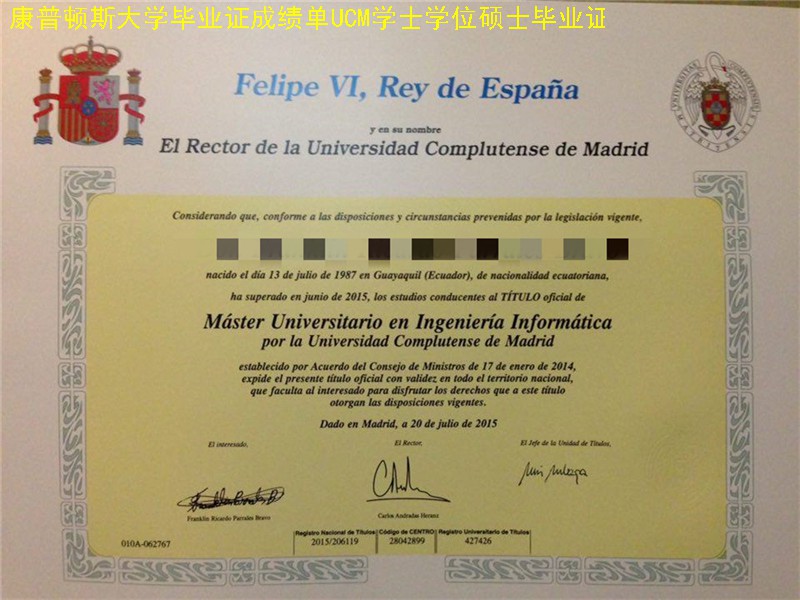 康普顿斯大学毕业证成绩单UCM学士学位硕士毕业证
Felipe VI, Rey de España
y en su nombre
El Rector de la Universidad Complutense de Madrid
Considerando que, conforme a las disposiciones y circunstancias prevenidas por la legislación vigente,
nacido el día 13 de julio de 1987 en Guayaquil (Ecuador), de nacionalidad ecuatoriana,
ha superado en junio de 2015, los estudios conducentes al TÍTULO oficial de
Máster Universitario en Ingeniería Informática
por la Universidad Complutense de Madrid
establecido por Acuerdo del Consejo de Ministros de 17 de enero de 2014,
expide el presente título oficial con validez en todo el territorio nacional,
que faculta al interesado para disfrutar los derechos que a este título
otorgan las disposiciones vigentes.
Dado en Madrid, a 20 de julio de 2015
El interesado,
El Rector,
El Jefe de la Unidad de Títulos,
Franklin Ricardo Parrales Bravo
Carlos Andradas Heranz
010A-062767
Registro Nacional de Títulos
2015/206119
Código de CENTRO
28042899
Registro Universitario de Títulos
427426